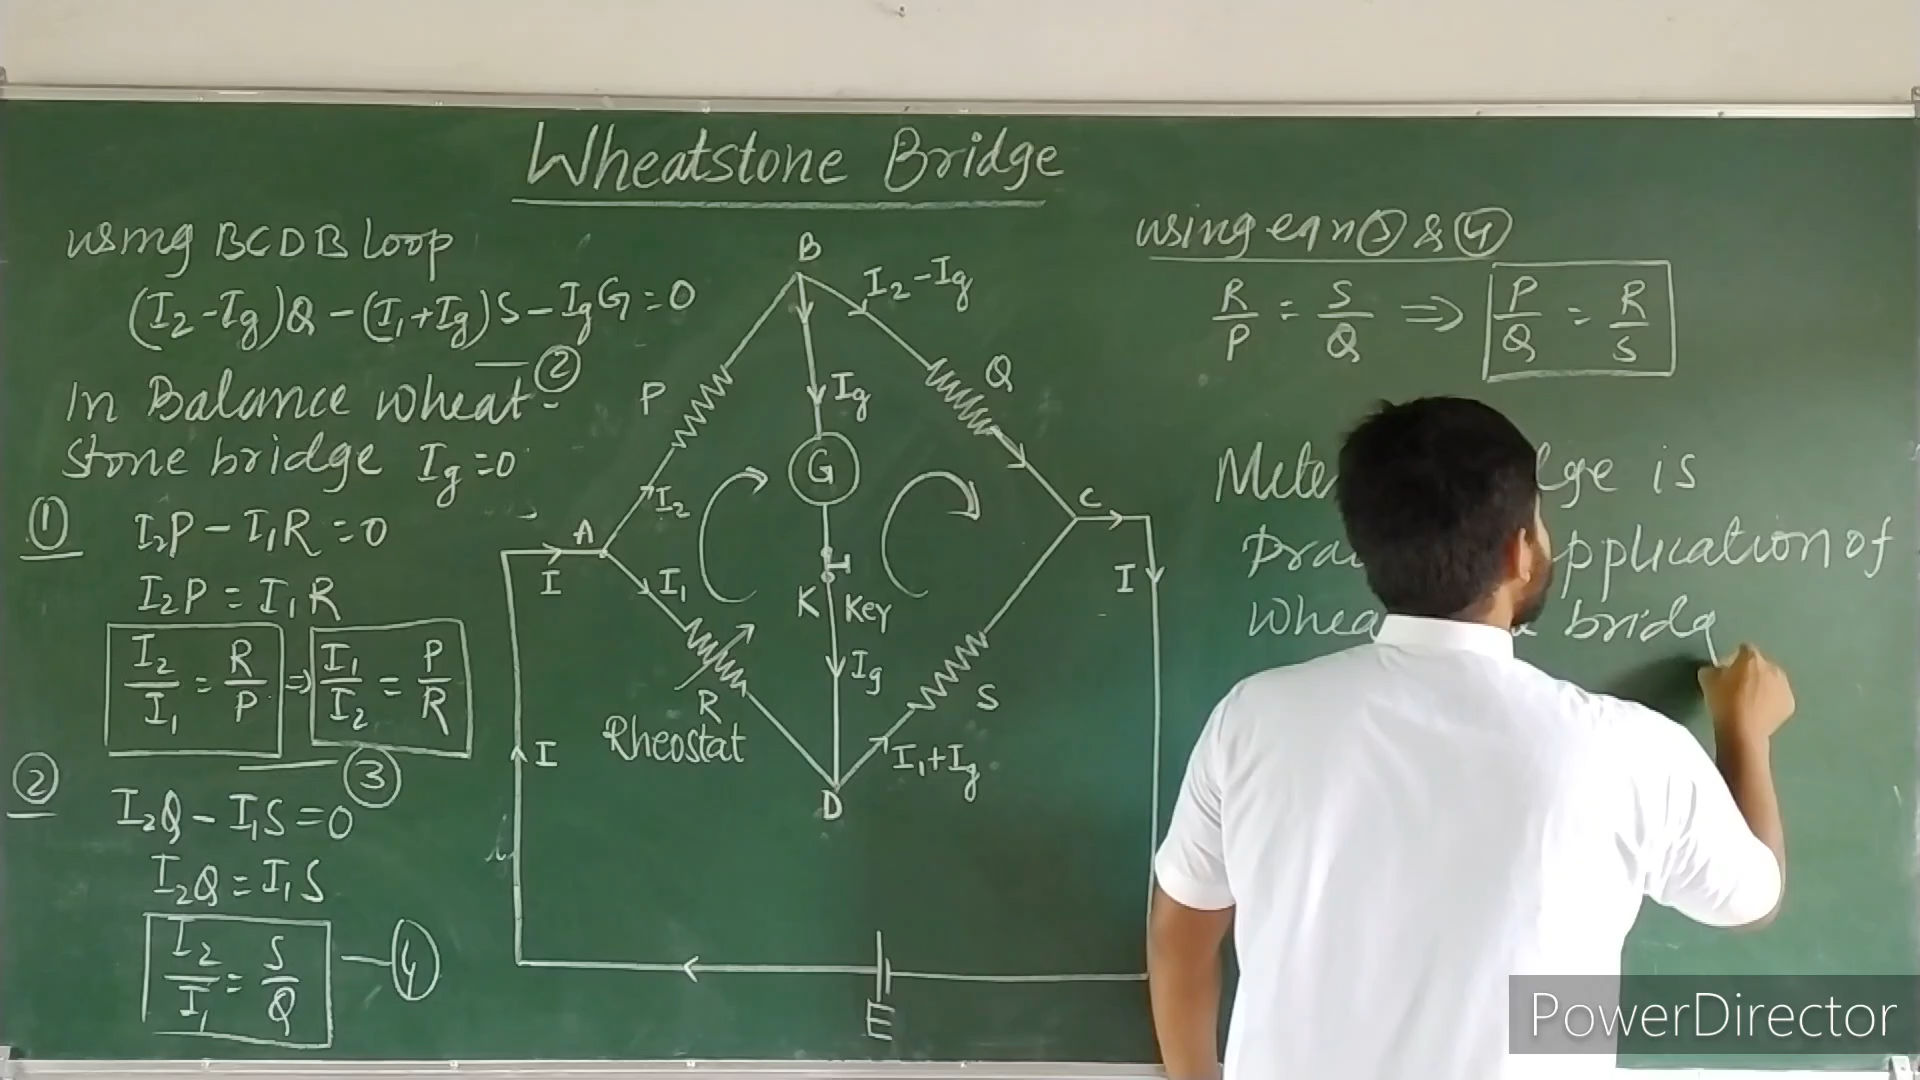 Wheatstone Bridge
using BCDB loop
(I₂-Ig)Q-(I₁+Ig)S-IgG=0
②
In Balance wheat-
stone bridge Ig=0
① I₂P-I₁R=0
I₂P=I₁R
I₂/I₁=R/P ⇒ I₁/I₂=P/R
③
② I₂Q-I₁S=0
I₂Q=I₁S
I₂/I₁=S/Q —④
B
I₂-Ig
P
Q
Ig
G
I₂
A
C
I
I₁
K Key
I
Ig
R
S
Rheostat
I
I₁+Ig
D
E
using eqn ③ & ④
R/P=S/Q ⇒ P/Q=R/S
is
application of
bridg
PowerDirector